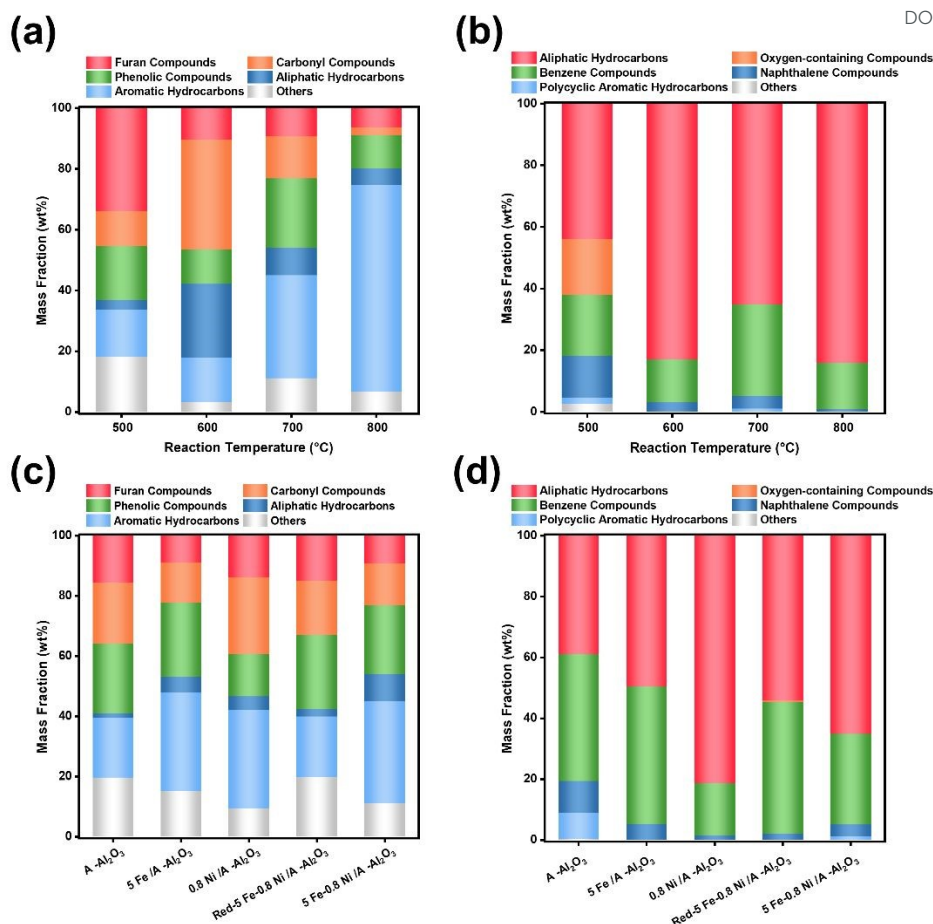 DO
(a)
Furan Compounds Carbonyl Compounds
Phenolic Compounds Aliphatic Hydrocarbons
Aromatic Hydrocarbons Others
Mass Fraction (wt%)
100
80
60
40
20
0
500 600 700 800
Reaction Temperature (°C)
(b)
Aliphatic Hydrocarbons Oxygen-containing Compounds
Benzene Compounds Naphthalene Compounds
Polycyclic Aromatic Hydrocarbons Others
Mass Fraction (wt%)
100
80
60
40
20
0
500 600 700 800
Reaction Temperature (°C)
(c)
Furan Compounds Carbonyl Compounds
Phenolic Compounds Aliphatic Hydrocarbons
Aromatic Hydrocarbons Others
Mass Fraction (wt%)
100
80
60
40
20
0
A -Al₂O₃
5 Fe /A -Al₂O₃
0.8 Ni /A -Al₂O₃
Red-5 Fe-0.8 Ni /A -Al₂O₃
5 Fe-0.8 Ni /A -Al₂O₃
(d)
Aliphatic Hydrocarbons Oxygen-containing Compounds
Benzene Compounds Naphthalene Compounds
Polycyclic Aromatic Hydrocarbons Others
Mass Fraction (wt%)
100
80
60
40
20
0
A -Al₂O₃
5 Fe /A -Al₂O₃
0.8 Ni /A -Al₂O₃
Red-5 Fe-0.8 Ni /A -Al₂O₃
5 Fe-0.8 Ni /A -Al₂O₃